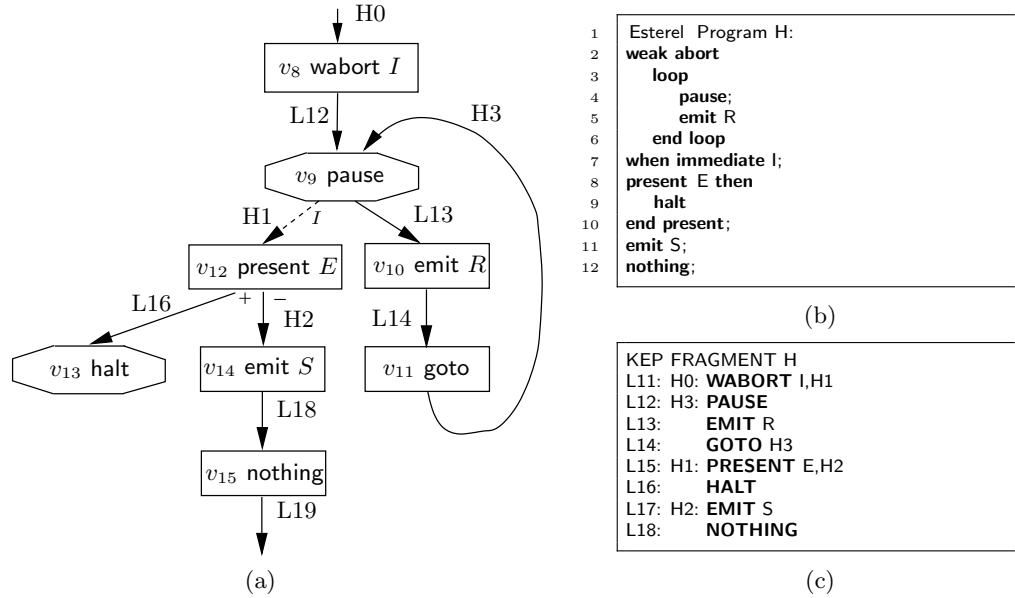 H0
v8 wabort I
L12
H3
v9 pause
H1
I
L13
v12 present E
v10 emit R
L16
+
−
H2
L14
v13 halt
v14 emit S
v11 goto
L18
v15 nothing
L19
(a)
1 Esterel Program H:
2 weak abort
3 loop
4 pause;
5 emit R
6 end loop
7 when immediate I;
8 present E then
9 halt
10 end present;
11 emit S;
12 nothing;
(b)
KEP FRAGMENT H
L11: H0: WABORT I,H1
L12: H3: PAUSE
L13: EMIT R
L14: GOTO H3
L15: H1: PRESENT E,H2
L16: HALT
L17: H2: EMIT S
L18: NOTHING
(c)